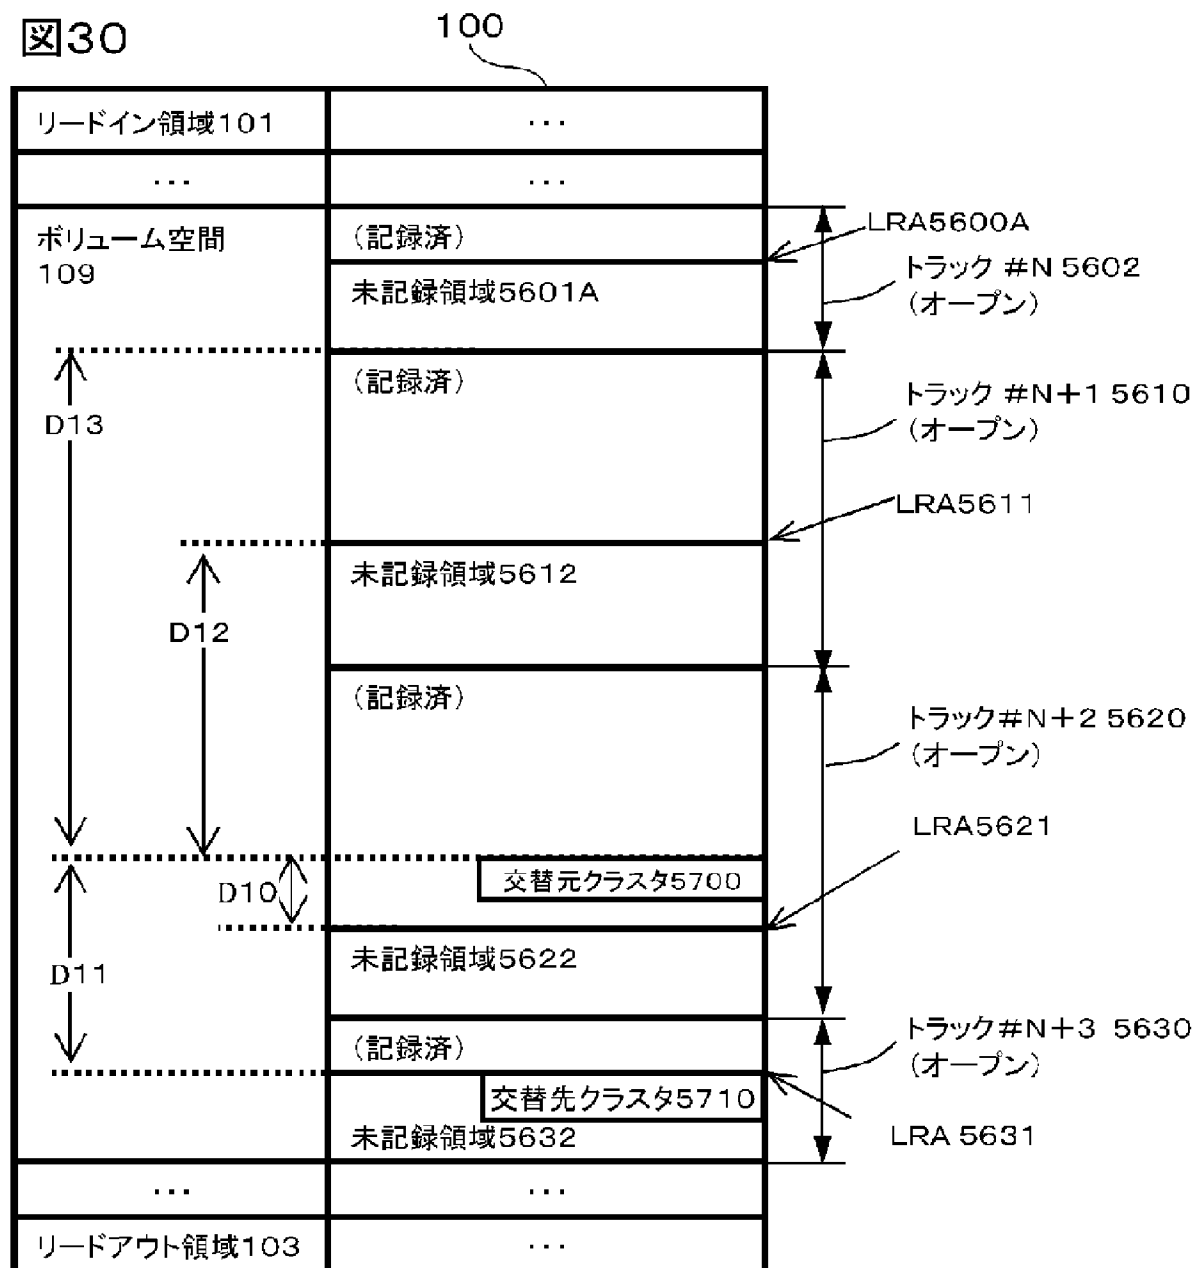 図30
100
リードイン領域101
・・・
・・・
・・・
ボリューム空間
109
(記録済)
LRA5600A
トラック #N 5602
(オープン)
未記録領域5601A
(記録済)
トラック #N+1 5610
(オープン)
D13
LRA5611
未記録領域5612
D12
(記録済)
トラック#N+2 5620
(オープン)
LRA5621
交替元クラスタ5700
D10
未記録領域5622
D11
(記録済)
トラック#N+3 5630
(オープン)
交替先クラスタ5710
未記録領域5632
LRA 5631
・・・
・・・
リードアウト領域103
・・・